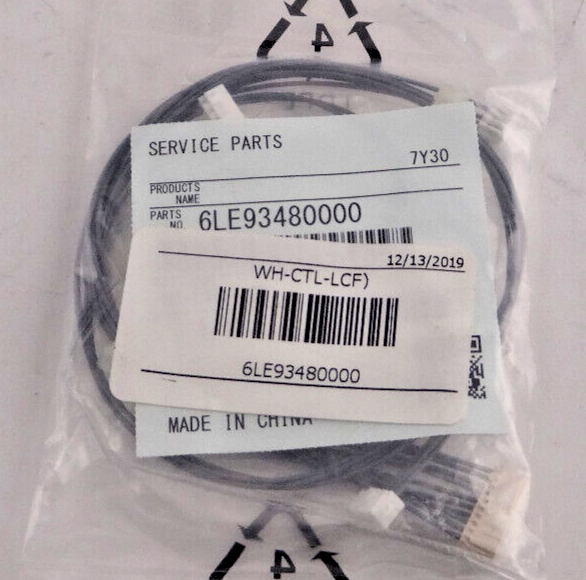 4
SERVICE PARTS
7Y30
PRODUCTS
NAME
PARTS
NO. 6LE93480000
12/13/2019
WH-CTL-LCF)
6LE93480000
MADE IN CHINA
4